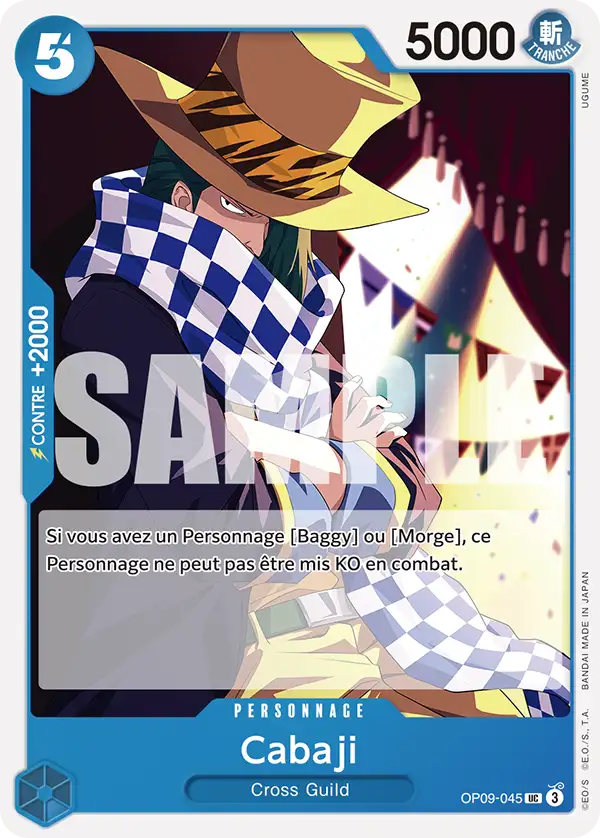 5
5000
斬
TRANCHE
UGUME
CONTRE +2000
SAMPLE
Si vous avez un Personnage [Baggy] ou [Morge], ce
Personnage ne peut pas être mis KO en combat.
PERSONNAGE
Cabaji
Cross Guild
OP09-045 UC 3
©EO/S ©E.O./S., T.A. BANDAI MADE IN JAPAN